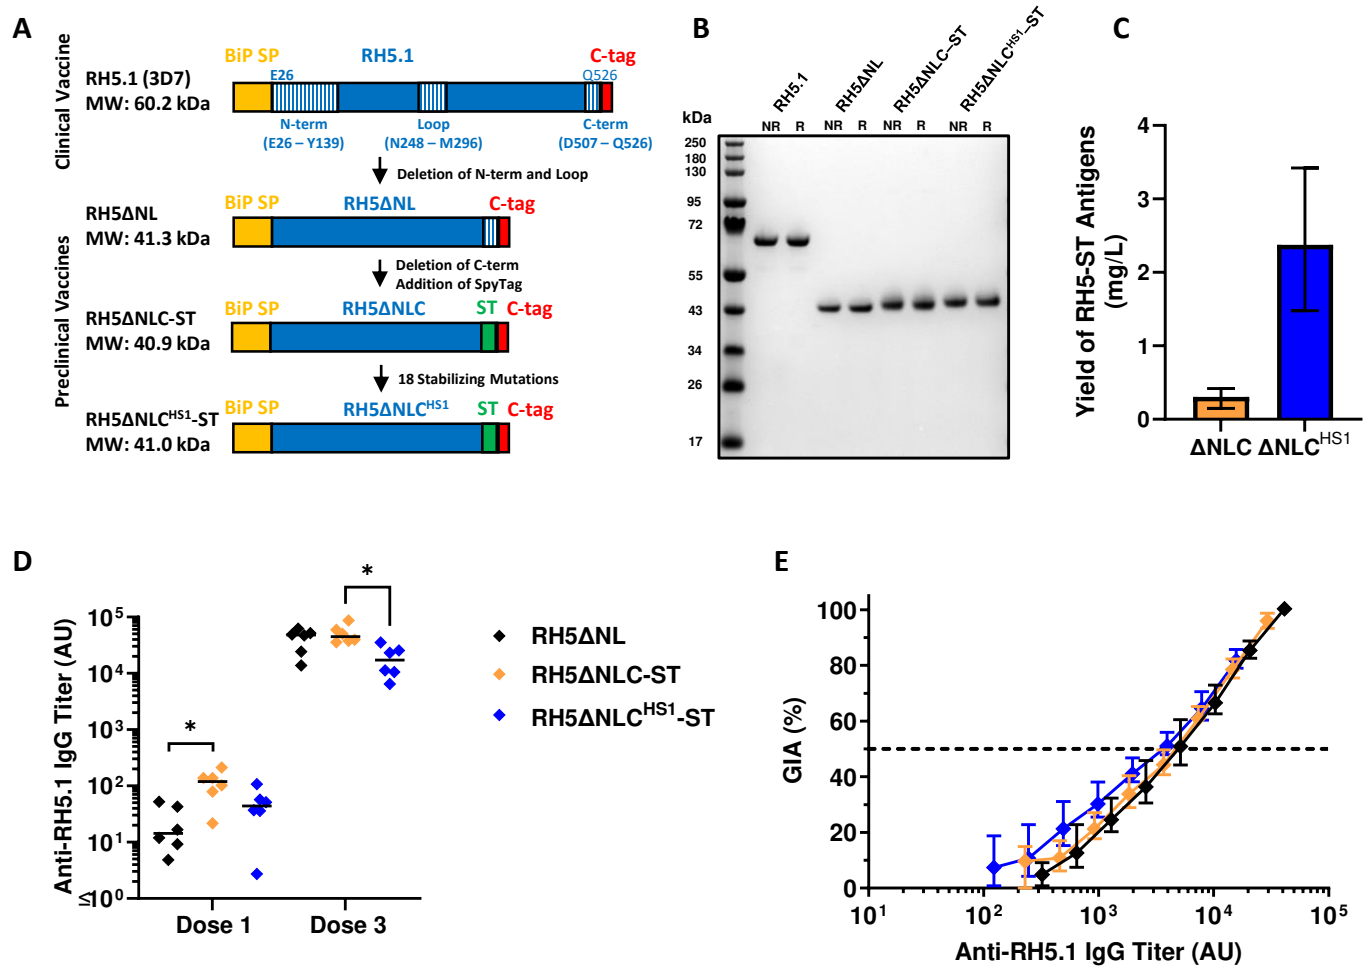 A
Clinical Vaccine
Preclinical Vaccines
BiP SP RH5.1 C-tag
RH5.1 (3D7)
MW: 60.2 kDa
E26 Q526
N-term Loop C-term
(E26 – Y139) (N248 – M296) (D507 – Q526)
Deletion of N-term and Loop
BiP SP RH5ΔNL C-tag
RH5ΔNL
MW: 41.3 kDa
Deletion of C-term
Addition of SpyTag
BiP SP RH5ΔNLC ST C-tag
RH5ΔNLC-ST
MW: 40.9 kDa
18 Stabilizing Mutations
BiP SP RH5ΔNLCᴴˢ¹ ST C-tag
RH5ΔNLCᴴˢ¹-ST
MW: 41.0 kDa
B
RH5.1 RH5ΔNL RH5ΔNLC–ST RH5ΔNLCᴴˢ¹–ST
kDa NR R NR R NR R NR R
250
180
130
95
72
55
43
34
26
17
C
Yield of RH5-ST Antigens
(mg/L)
4
3
2
1
0
ΔNLC ΔNLCᴴˢ¹
D
Anti-RH5.1 IgG Titer (AU)
10⁵
10⁴
10³
10²
10¹
≤10⁰
*
*
Dose 1 Dose 3
RH5ΔNL
RH5ΔNLC-ST
RH5ΔNLCᴴˢ¹-ST
E
GIA (%)
100
80
60
40
20
0
10¹ 10² 10³ 10⁴ 10⁵
Anti-RH5.1 IgG Titer (AU)